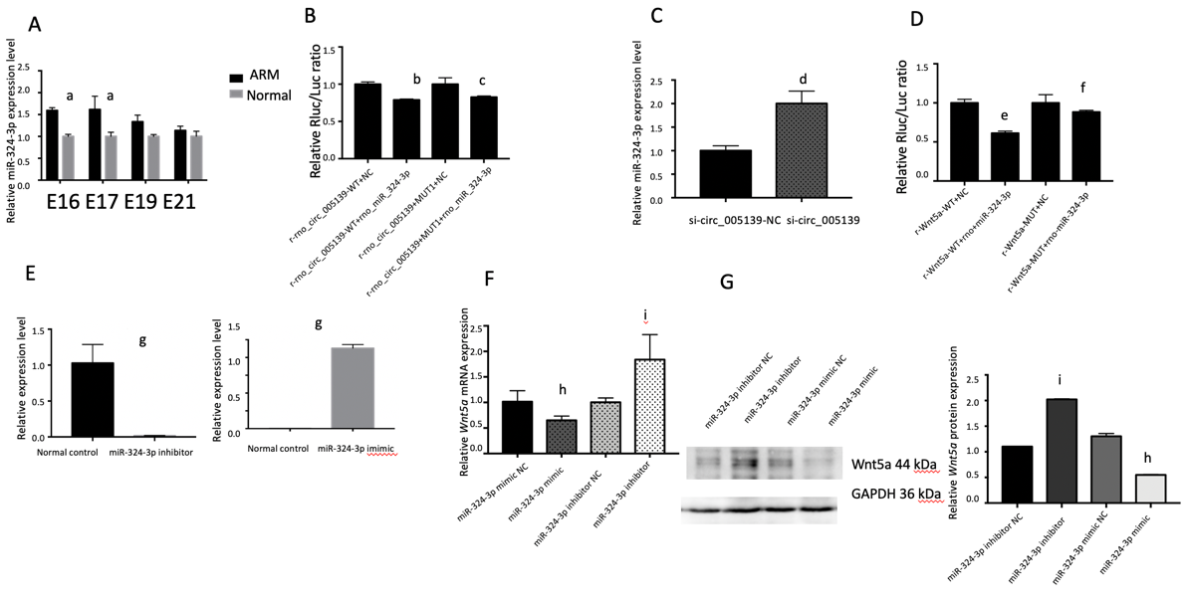 A
Relative miR-324-3p expression level
2.5
2.0
1.5
1.0
0.5
0.0
a
a
E16 E17 E19 E21
ARM
Normal
B
Relative Rluc/Luc ratio
1.5
1.0
0.5
0.0
b
c
r-rno_circ_005139-WT+NC
r-rno_circ_005139-WT+rno_miR_324-3p
r-rno_circ_005139+MUT1+NC
r-rno_circ_005139+MUT1+rno_miR_324-3p
C
Relative miR-324-3p expression level
2.5
2.0
1.5
1.0
0.5
0.0
d
si-circ_005139-NC si-circ_005139
D
Relative Rluc/Luc ratio
1.5
1.0
0.5
0.0
e
f
r-Wnt5a-WT+NC
r-Wnt5a-WT+rno+miR-324-3p
r-Wnt5a-MUT+NC
r-Wnt5a-MUT+rno-miR-324-3p
E
Relative expression level
1.5
1.0
0.5
0.0
g
Normal control miR-324-3p inhibitor
Relative expression level
1.5
1.0
0.5
0.0
g
Normal control miR-324-3p imimic
F
Relative Wnt5a mRNA expression
2.5
2.0
1.5
1.0
0.5
0.0
h
i
miR-324-3p mimic NC
miR-324-3p mimic
miR-324-3p inhibitor NC
miR-324-3p inhibitor
G
miR-324-3p inhibitor NC
miR-324-3p inhibitor
miR-324-3p mimic NC
miR-324-3p mimic
Wnt5a 44 kDa
GAPDH 36 kDa
Relative Wnt5a protein expression
2.5
2.0
1.5
1.0
0.5
0.0
i
h
miR-324-3p inhibitor NC
miR-324-3p inhibitor
miR-324-3p mimic NC
miR-324-3p mimic